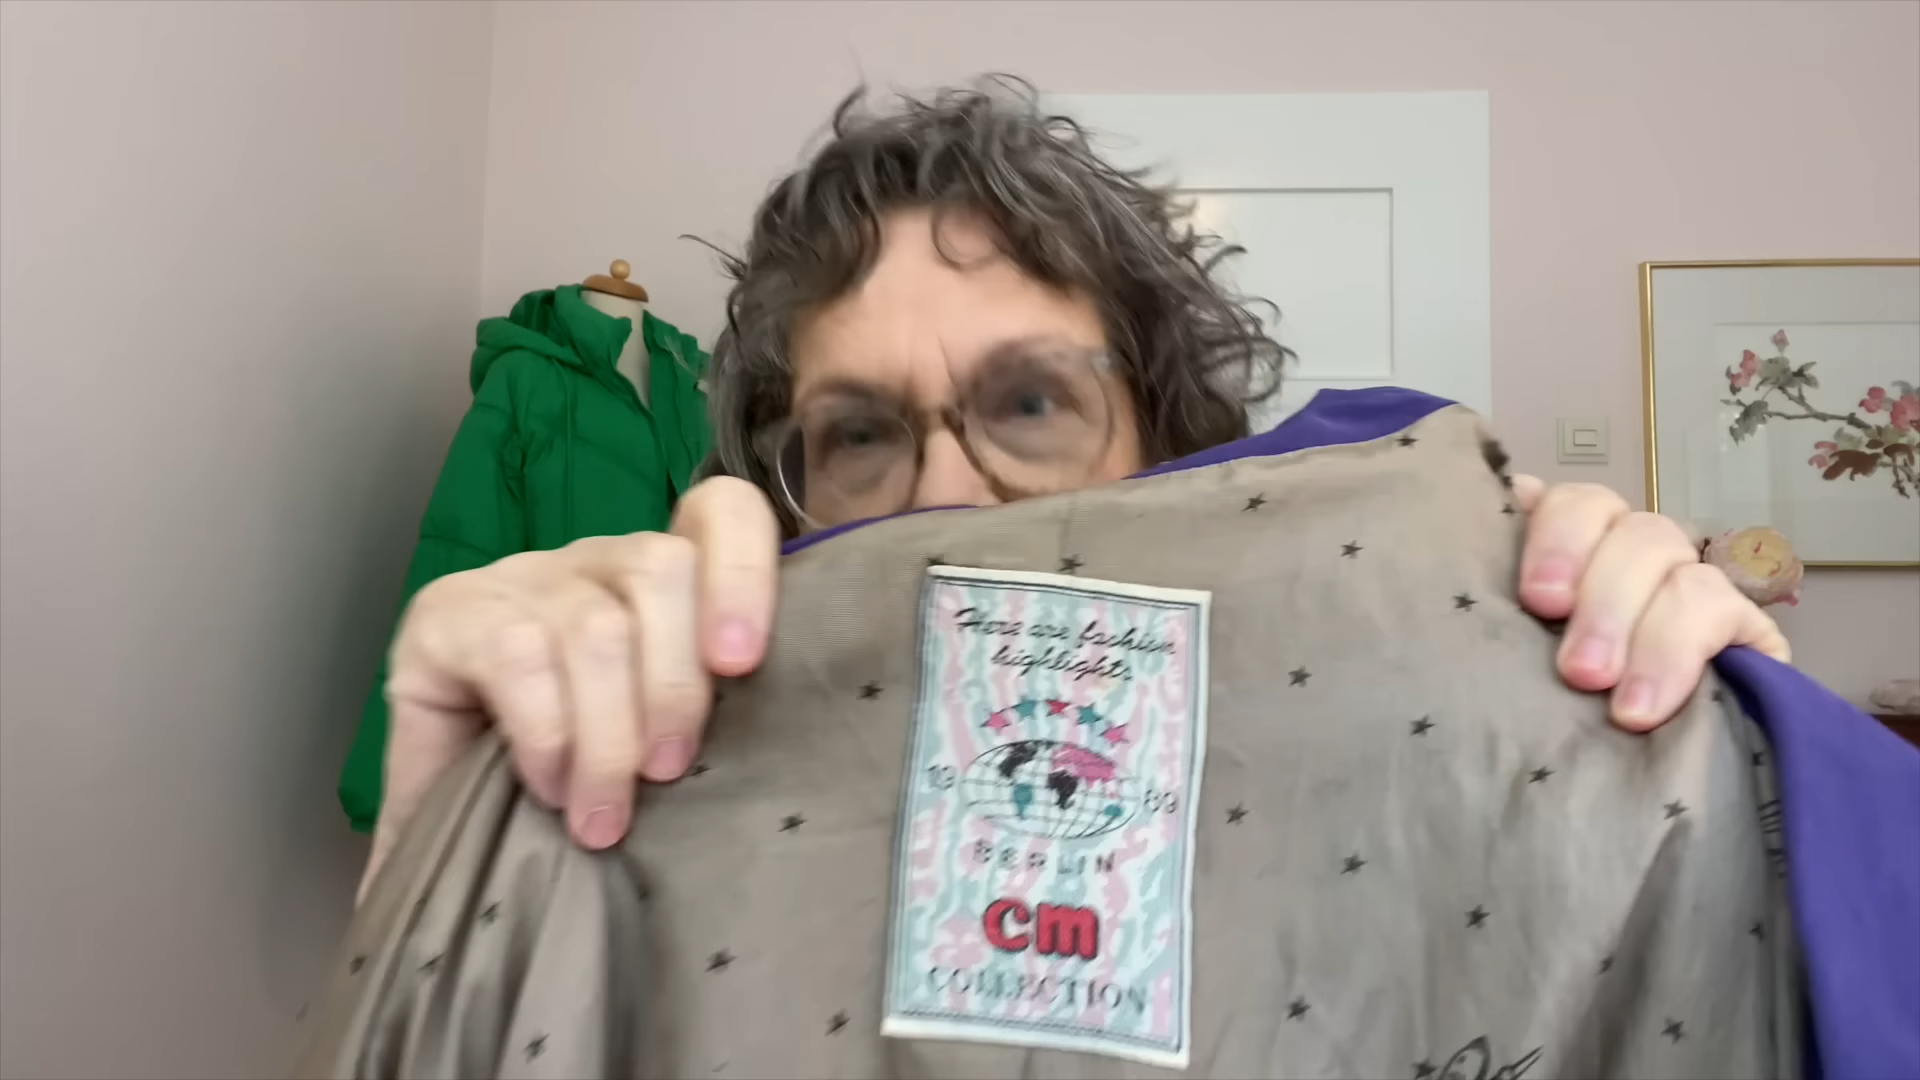 Here are fashion
highlights
19 89
BERLIN
cm
COLLECTION